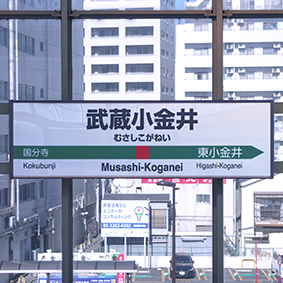 武蔵小金井
むさしこがねい
国分寺
東小金井
Kokubunji
Musashi-Koganei
Higashi-Koganei